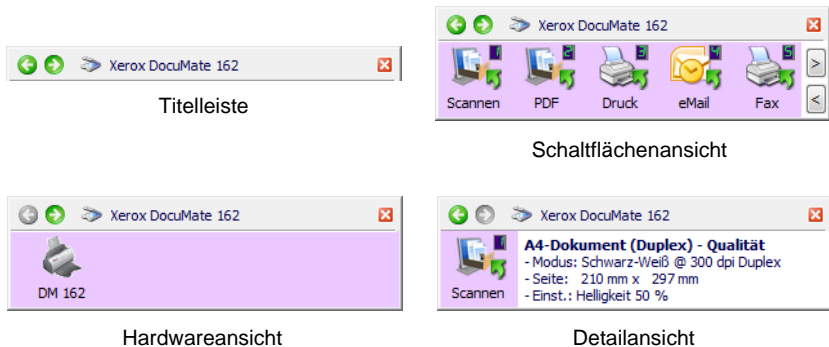 Xerox DocuMate 162
Titelleiste
Xerox DocuMate 162
1 2 3 4 5
Scannen PDF Druck eMail Fax
>
<
Schaltflächenansicht
Xerox DocuMate 162
DM 162
Hardwareansicht
Xerox DocuMate 162
1
Scannen
A4-Dokument (Duplex) - Qualität
- Modus: Schwarz-Weiß @ 300 dpi Duplex
- Seite: 210 mm x 297 mm
- Einst.: Helligkeit 50 %
Detailansicht